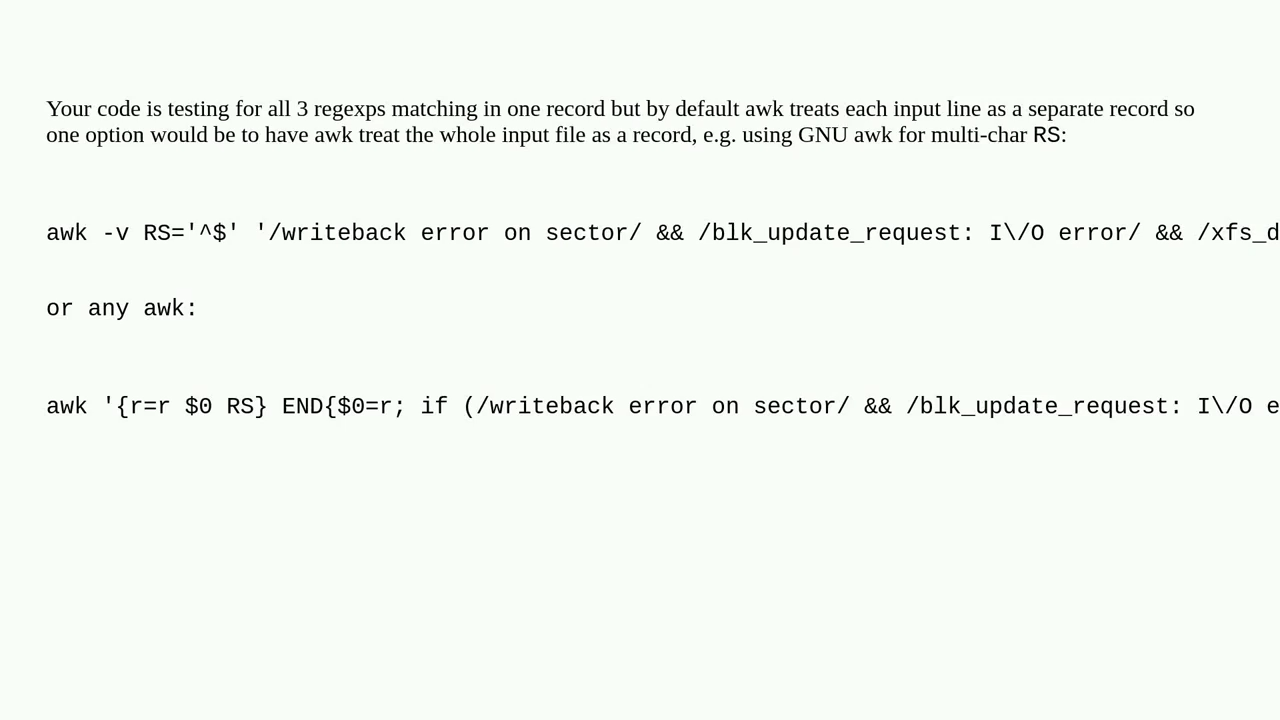 Your code is testing for all 3 regexps matching in one record but by default awk treats each input line as a separate record so
one option would be to have awk treat the whole input file as a record, e.g. using GNU awk for multi-char RS:
awk -v RS='^$' '/writeback error on sector/ && /blk_update_request: I\/O error/ && /xfs_d
or any awk:
awk '{r=r $0 RS} END{$0=r; if (/writeback error on sector/ && /blk_update_request: I\/O e